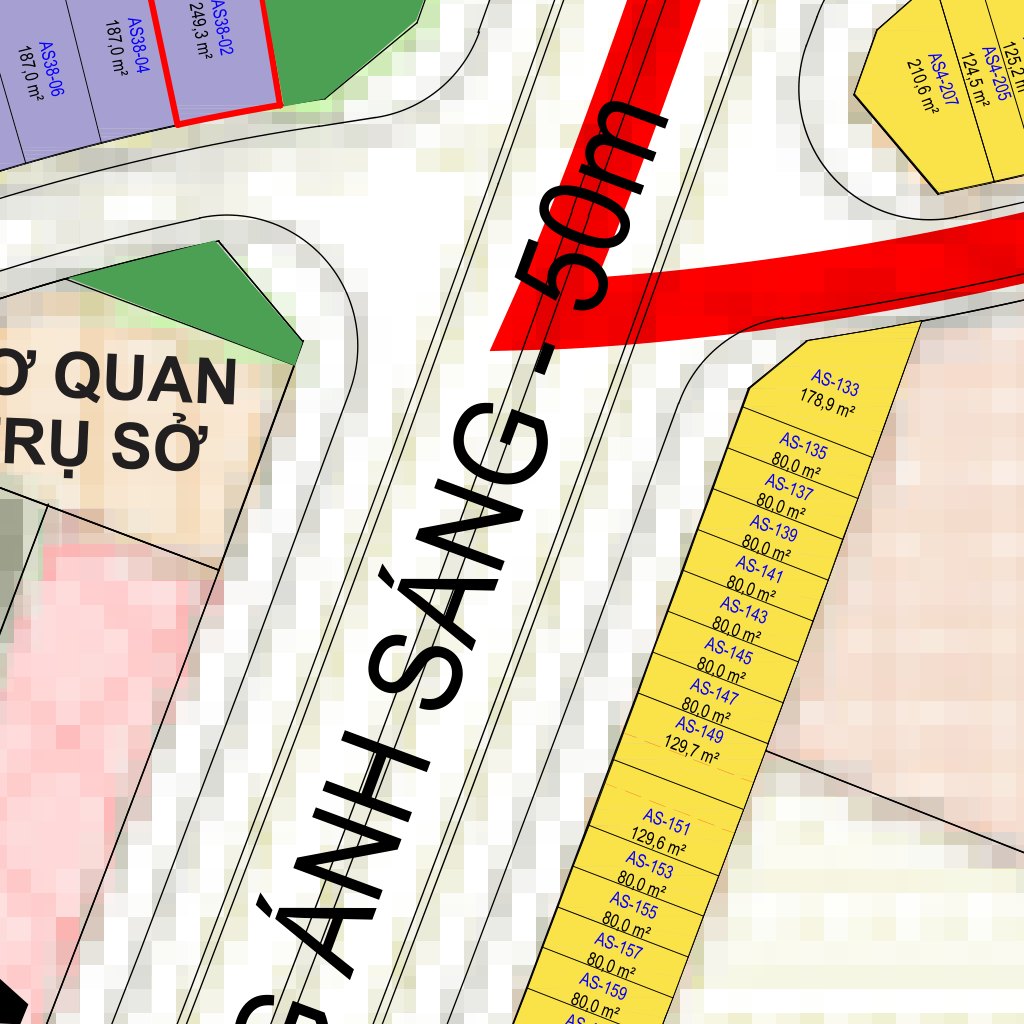 AS38-06
187,0 m²
AS38-04
187,0 m²
AS38-02
249,3 m²
AS4-207
210,6 m²
AS4-205
124,5 m²
QUAN
SỞ
ÁNH SÁNG - 50m
AS-133
178,9 m²
AS-135
80,0 m²
AS-137
80,0 m²
AS-139
80,0 m²
AS-141
80,0 m²
AS-143
80,0 m²
AS-145
80,0 m²
AS-147
80,0 m²
AS-149
129,7 m²
AS-151
129,6 m²
AS-153
80,0 m²
AS-155
80,0 m²
AS-157
80,0 m²
AS-159
80,0 m²